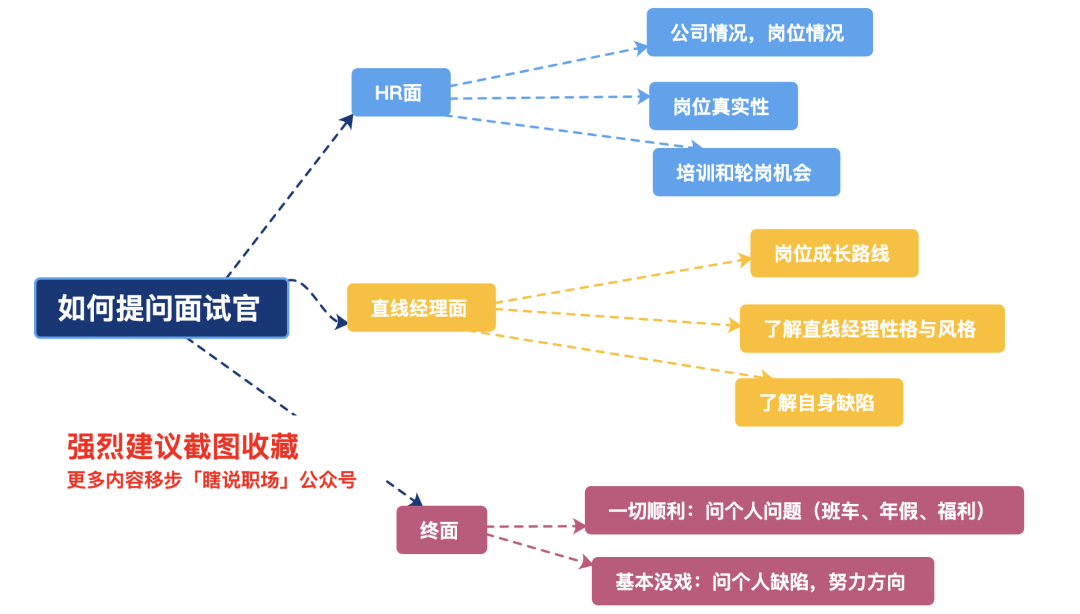 公司情况，岗位情况
HR面
岗位真实性
培训和轮岗机会
如何提问面试官
岗位成长路线
直线经理面
了解直线经理性格与风格
了解自身缺陷
强烈建议截图收藏
更多内容移步「瞎说职场」公众号
终面
一切顺利：问个人问题（班车、年假、福利）
基本没戏：问个人缺陷，努力方向